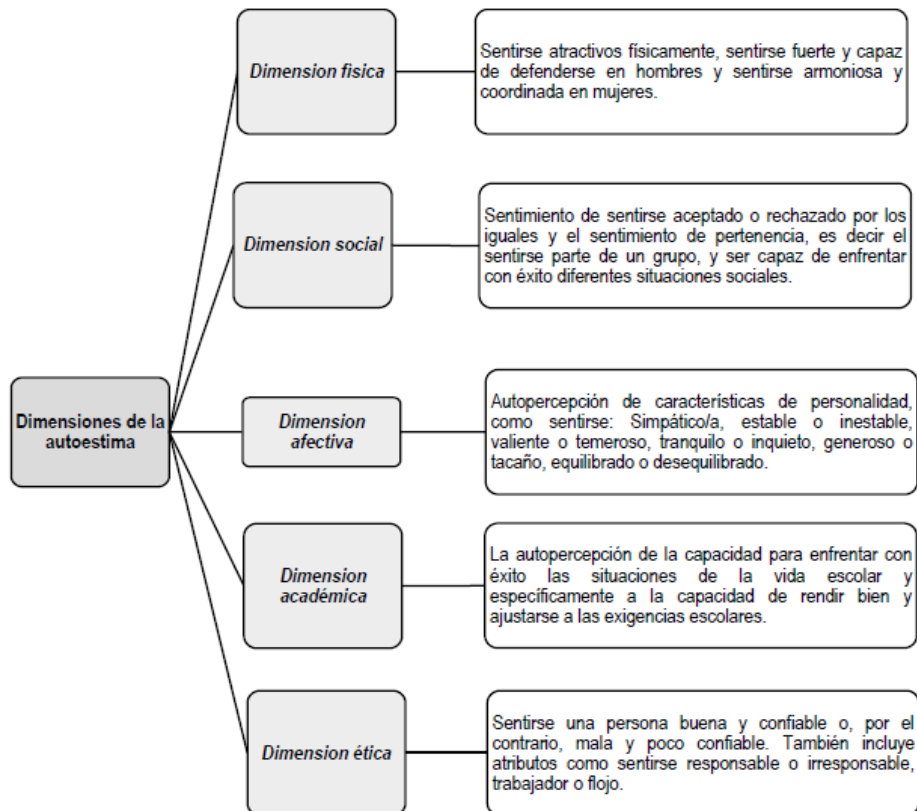 Dimension fisica
Sentirse atractivos físicamente, sentirse fuerte y capaz
de defenderse en hombres y sentirse armoniosa y
coordinada en mujeres.
Dimension social
Sentimiento de sentirse aceptado o rechazado por los
iguales y el sentimiento de pertenencia, es decir el
sentirse parte de un grupo, y ser capaz de enfrentar
con éxito diferentes situaciones sociales.
Dimensiones de la
autoestima
Dimension
afectiva
Autopercepción de características de personalidad,
como sentirse: Simpático/a, estable o inestable,
valiente o temeroso, tranquilo o inquieto, generoso o
tacaño, equilibrado o desequilibrado.
Dimension
académica
La autopercepción de la capacidad para enfrentar con
éxito las situaciones de la vida escolar y
específicamente a la capacidad de rendir bien y
ajustarse a las exigencias escolares.
Dimension ética
Sentirse una persona buena y confiable o, por el
contrario, mala y poco confiable. También incluye
atributos como sentirse responsable o irresponsable,
trabajador o flojo.